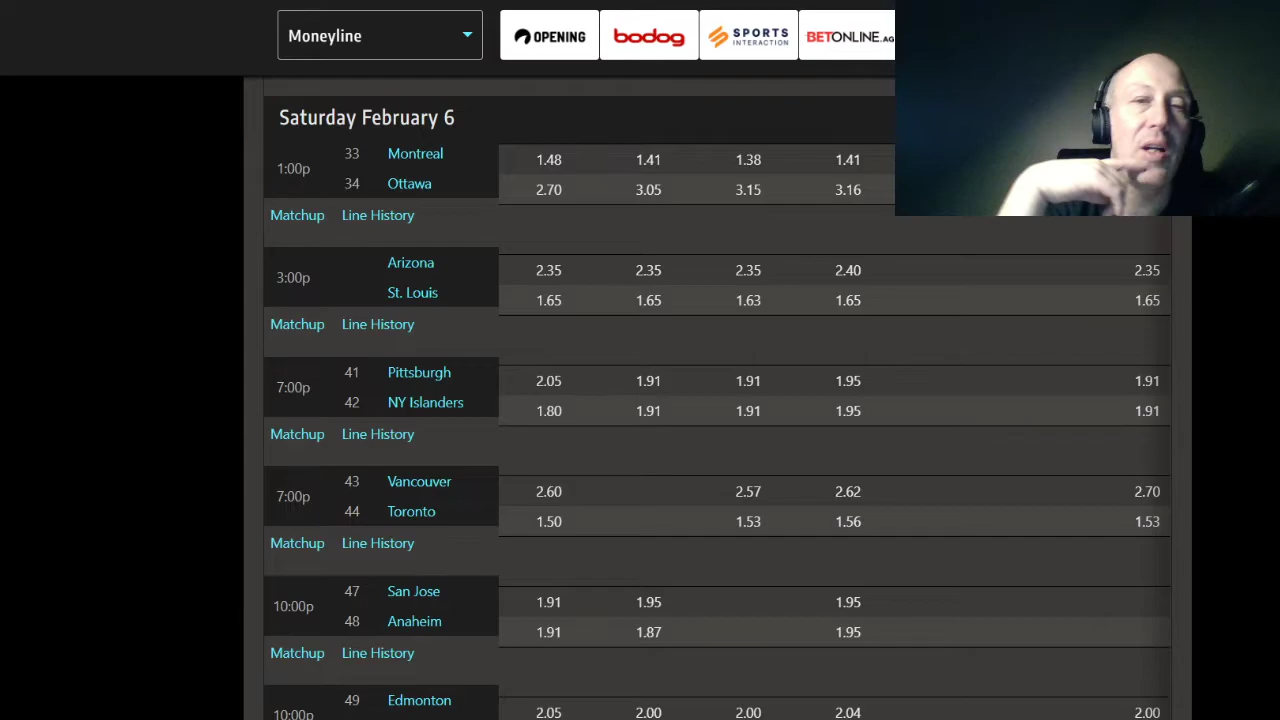 Moneyline OPENING bodog SPORTS INTERACTION BETONLINE.AG
Saturday February 6
1:00p 33 Montreal 1.48 1.41 1.38 1.41
34 Ottawa 2.70 3.05 3.15 3.16
Matchup Line History
3:00p Arizona 2.35 2.35 2.35 2.40 2.35
St. Louis 1.65 1.65 1.63 1.65 1.65
Matchup Line History
7:00p 41 Pittsburgh 2.05 1.91 1.91 1.95 1.91
42 NY Islanders 1.80 1.91 1.91 1.95 1.91
Matchup Line History
7:00p 43 Vancouver 2.60 2.57 2.62 2.70
44 Toronto 1.50 1.53 1.56 1.53
Matchup Line History
10:00p 47 San Jose 1.91 1.95 1.95
48 Anaheim 1.91 1.87 1.95
Matchup Line History
10:00p 49 Edmonton 2.05 2.00 2.00 2.04 2.00